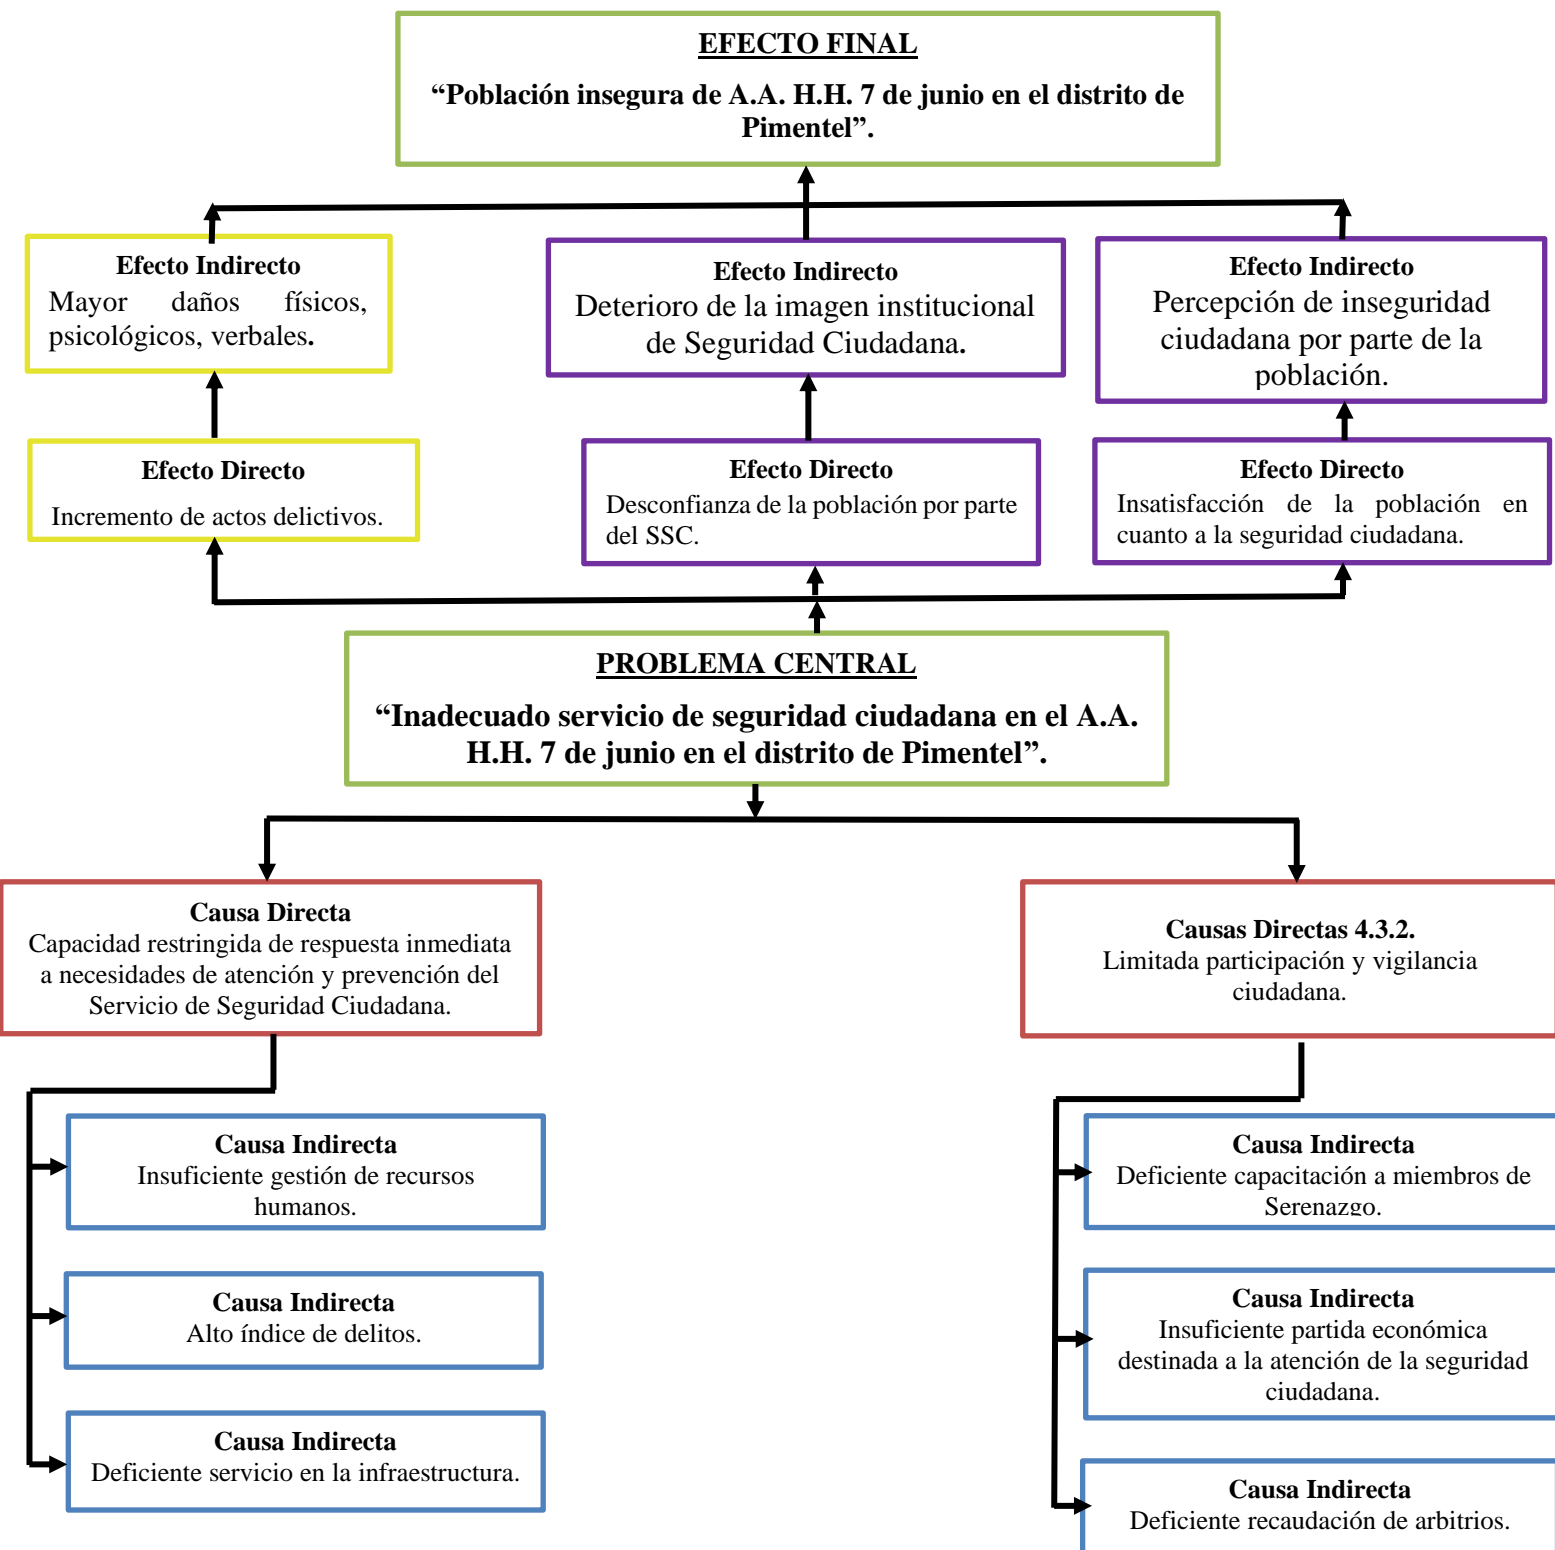 EFECTO FINAL
“Población insegura de A.A. H.H. 7 de junio en el distrito de
Pimentel”.
Efecto Indirecto
Mayor daños físicos,
psicológicos, verbales.
Efecto Indirecto
Deterioro de la imagen institucional
de Seguridad Ciudadana.
Efecto Indirecto
Percepción de inseguridad
ciudadana por parte de la
población.
Efecto Directo
Incremento de actos delictivos.
Efecto Directo
Desconfianza de la población por parte
del SSC.
Efecto Directo
Insatisfacción de la población en
cuanto a la seguridad ciudadana.
PROBLEMA CENTRAL
“Inadecuado servicio de seguridad ciudadana en el A.A.
H.H. 7 de junio en el distrito de Pimentel”.
Causa Directa
Capacidad restringida de respuesta inmediata
a necesidades de atención y prevención del
Servicio de Seguridad Ciudadana.
Causas Directas 4.3.2.
Limitada participación y vigilancia
ciudadana.
Causa Indirecta
Insuficiente gestión de recursos
humanos.
Causa Indirecta
Alto índice de delitos.
Causa Indirecta
Deficiente servicio en la infraestructura.
Causa Indirecta
Deficiente capacitación a miembros de
Serenazgo.
Causa Indirecta
Insuficiente partida económica
destinada a la atención de la seguridad
ciudadana.
Causa Indirecta
Deficiente recaudación de arbitrios.